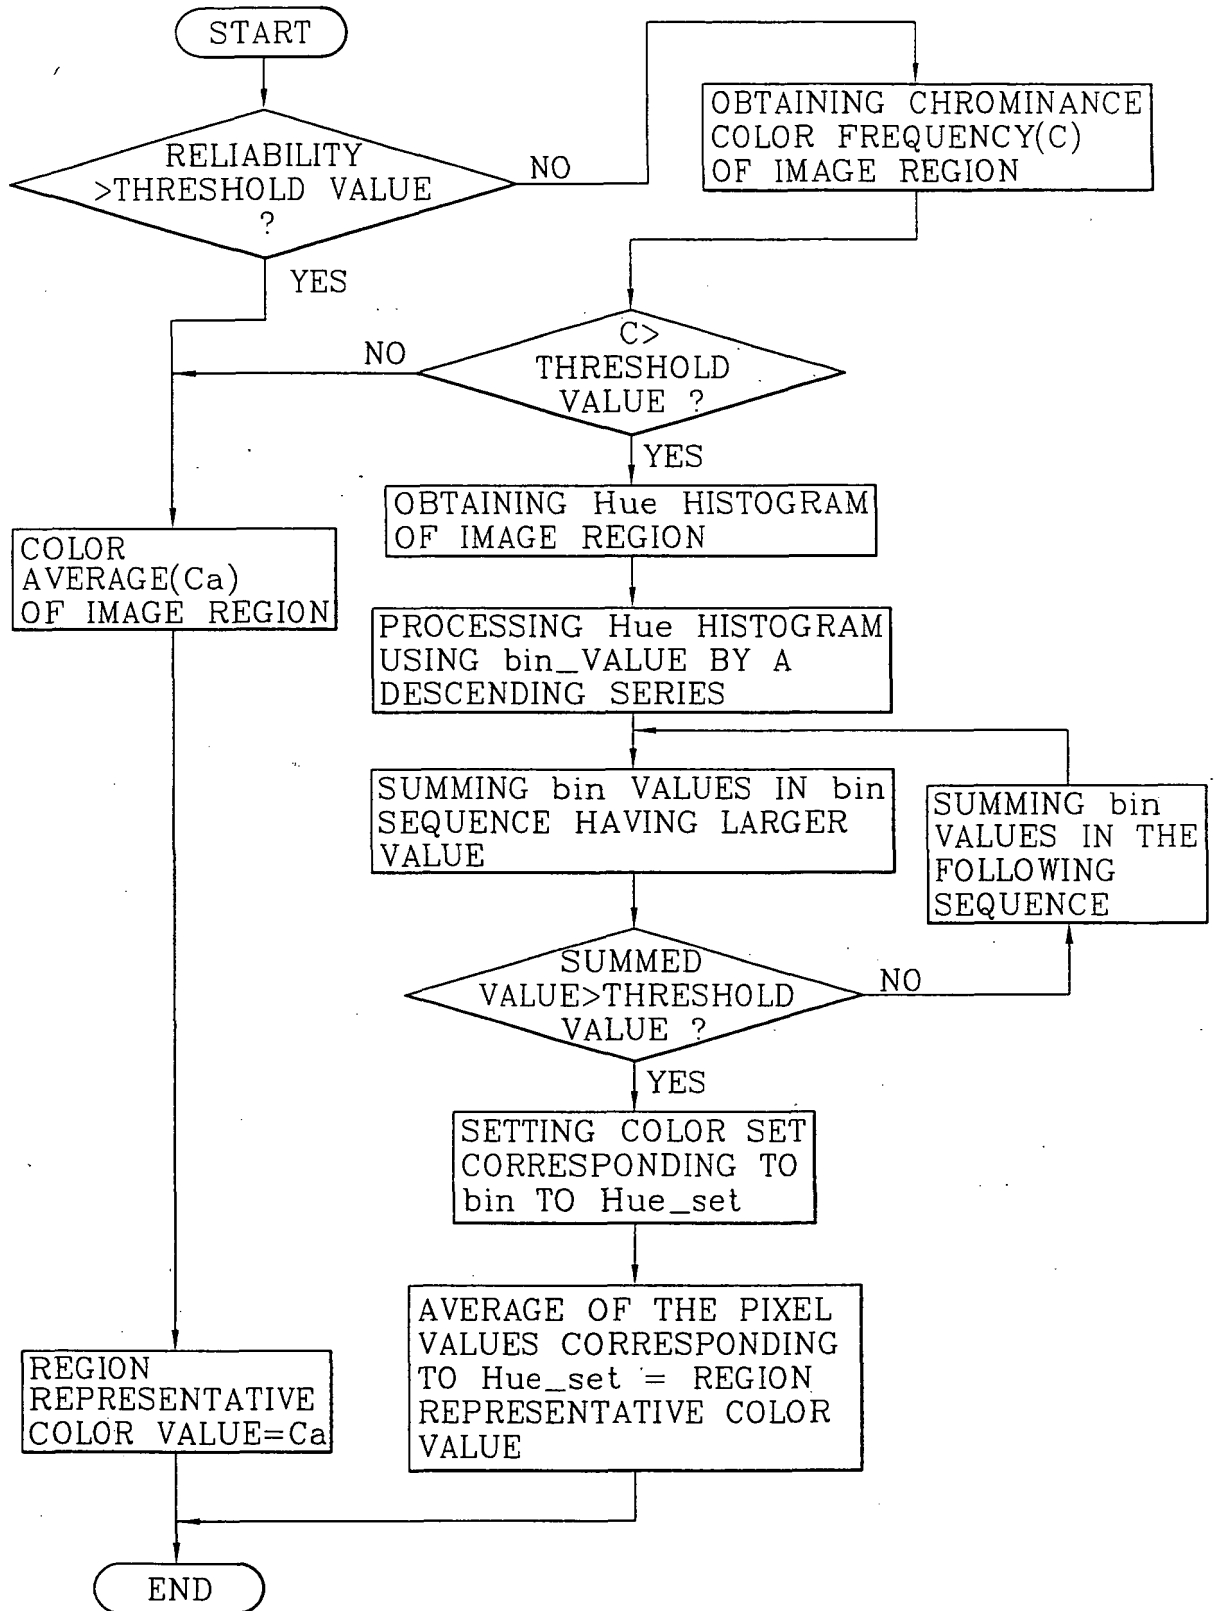 START
RELIABILITY
>THRESHOLD VALUE
?
NO
YES
OBTAINING CHROMINANCE
COLOR FREQUENCY(C)
OF IMAGE REGION
C>
THRESHOLD
VALUE ?
NO
YES
OBTAINING Hue HISTOGRAM
OF IMAGE REGION
COLOR
AVERAGE(Ca)
OF IMAGE REGION
PROCESSING Hue HISTOGRAM
USING bin_VALUE BY A
DESCENDING SERIES
SUMMING bin VALUES IN bin
SEQUENCE HAVING LARGER
VALUE
SUMMING bin
VALUES IN THE
FOLLOWING
SEQUENCE
SUMMED
VALUE>THRESHOLD
VALUE ?
NO
YES
SETTING COLOR SET
CORRESPONDING TO
bin TO Hue_set
AVERAGE OF THE PIXEL
VALUES CORRESPONDING
TO Hue_set = REGION
REPRESENTATIVE COLOR
VALUE
REGION
REPRESENTATIVE
COLOR VALUE=Ca
END